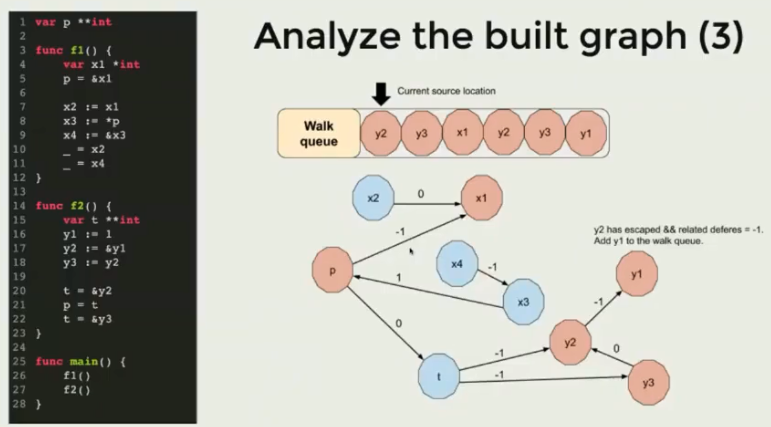 Analyze the built graph (3)
1 var p **int
2
3 func f1() {
4 var x1 *int
5 p = &x1
6
7 x2 := x1
8 x3 := *p
9 x4 := &x3
10 _ = x2
11 _ = x4
12 }
13
14 func f2() {
15 var t **int
16 y1 := 1
17 y2 := &y1
18 y3 := y2
19
20 t = &y2
21 p = t
22 t = &y3
23 }
24
25 func main() {
26 f1()
27 f2()
28 }
Current source location
Walk
queue
y2 y3 x1 y2 y3 y1
x2 0 x1
-1
y2 has escaped && related deferes = -1.
Add y1 to the walk queue.
p
x4 -1
y1
1
x3
-1
0
y2
-1
0
t
-1
y3